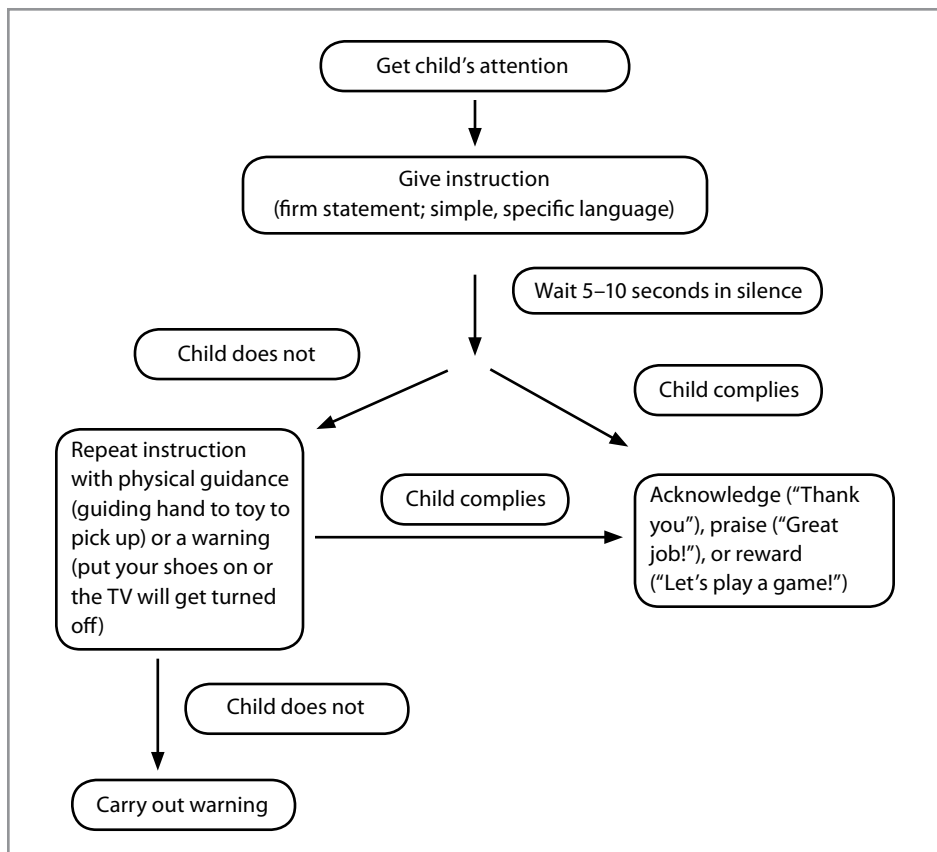 Get child’s attention
Give instruction
(firm statement; simple, specific language)
Wait 5–10 seconds in silence
Child does not
Child complies
Repeat instruction
with physical guidance
(guiding hand to toy to
pick up) or a warning
(put your shoes on or
the TV will get turned
off)
Child complies
Acknowledge (“Thank
you”), praise (“Great
job!”), or reward
(“Let’s play a game!”)
Child does not
Carry out warning